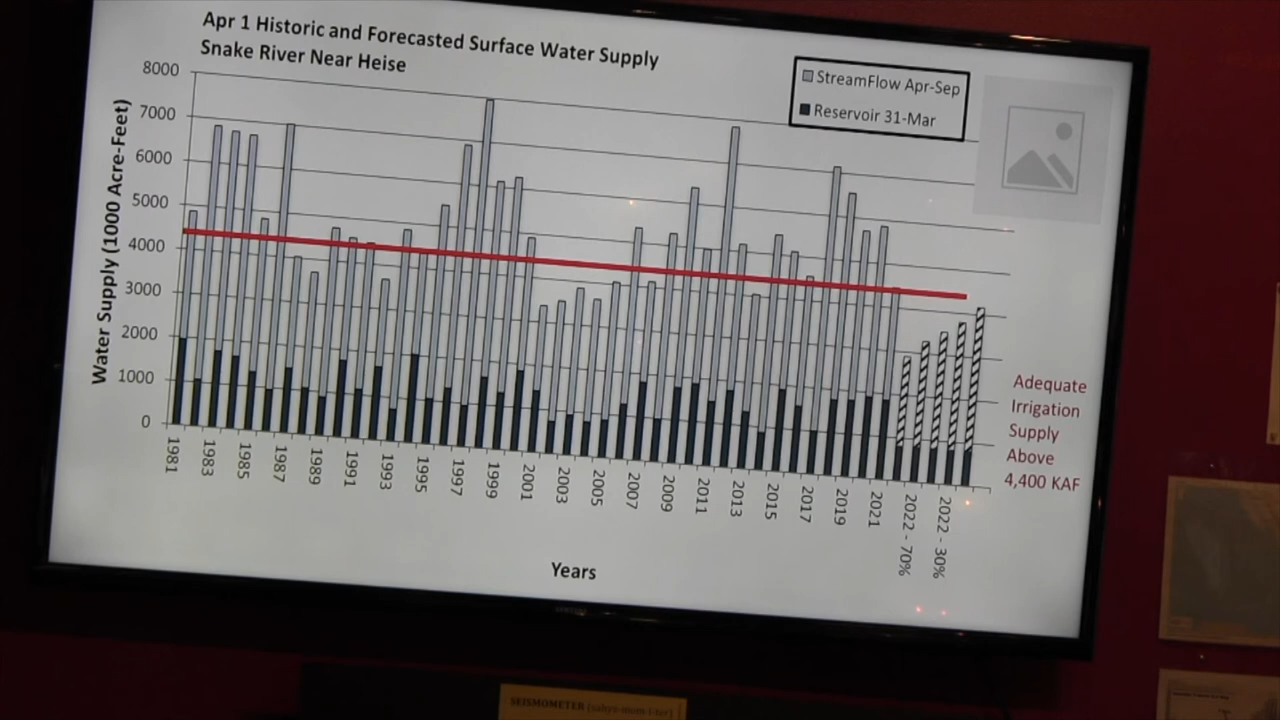 Apr 1 Historic and Forecasted Surface Water Supply
Snake River Near Heise
StreamFlow Apr-Sep
Reservoir 31-Mar
Water Supply (1000 Acre-Feet)
8000
7000
6000
5000
4000
3000
2000
1000
0
1981
1983
1985
1987
1989
1991
1993
1995
1997
1999
2001
2003
2005
2007
2009
2011
2013
2015
2017
2019
2021
2022 - 70%
2022 - 30%
Years
Adequate
Irrigation
Supply
Above
4,400 KAF
SEISMOMETER